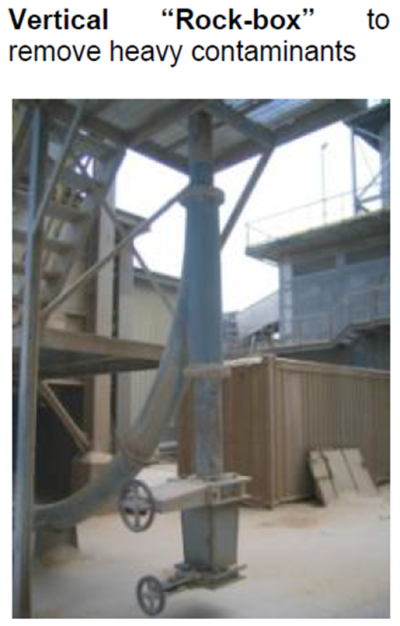 Vertical “Rock-box” to
remove heavy contaminants